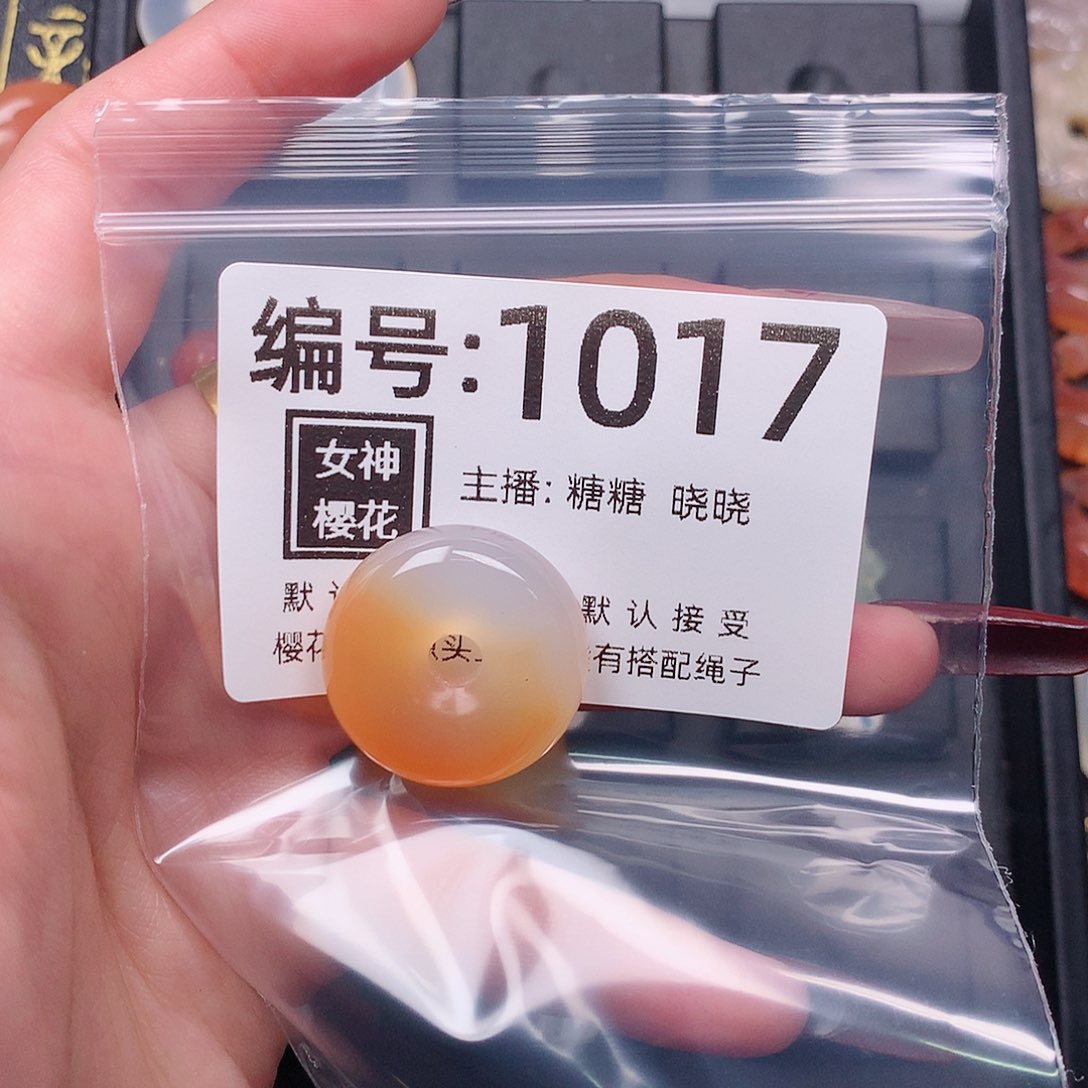 编号:1017
女神
樱花
主播: 糖糖 晓晓
默 默认接受
樱花 头 有搭配绳子